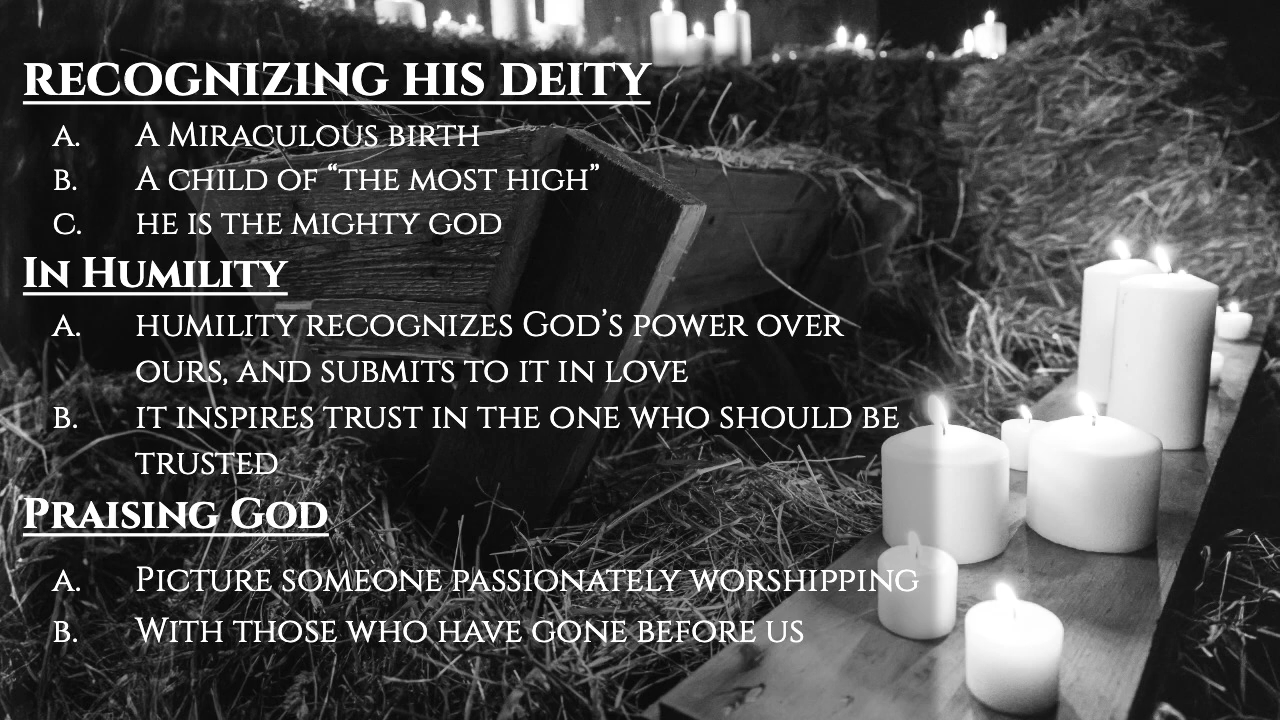 RECOGNIZING HIS DEITY
A. A MIRACULOUS BIRTH
B. A CHILD OF “THE MOST HIGH”
C. HE IS THE MIGHTY GOD
IN HUMILITY
A. HUMILITY RECOGNIZES GOD’S POWER OVER
OURS, AND SUBMITS TO IT IN LOVE
B. IT INSPIRES TRUST IN THE ONE WHO SHOULD BE
TRUSTED
PRAISING GOD
A. PICTURE SOMEONE PASSIONATELY WORSHIPPING
B. WITH THOSE WHO HAVE GONE BEFORE US